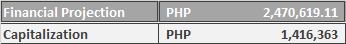 Financial Projection PHP 2,470,619.11
Capitalization PHP 1,416,363